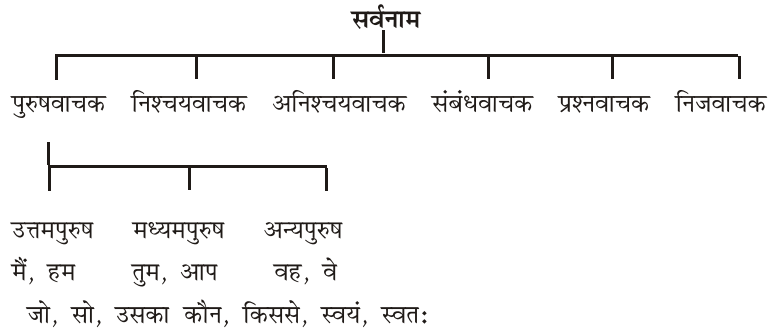 सर्वनाम
पुरुषवाचक निश्चयवाचक अनिश्चयवाचक संबंधवाचक प्रश्नवाचक निजवाचक
उत्तमपुरुष मध्यमपुरुष अन्यपुरुष
मैं, हम तुम, आप वह, वे
जो, सो, उसका कौन, किससे, स्वयं, स्वत: